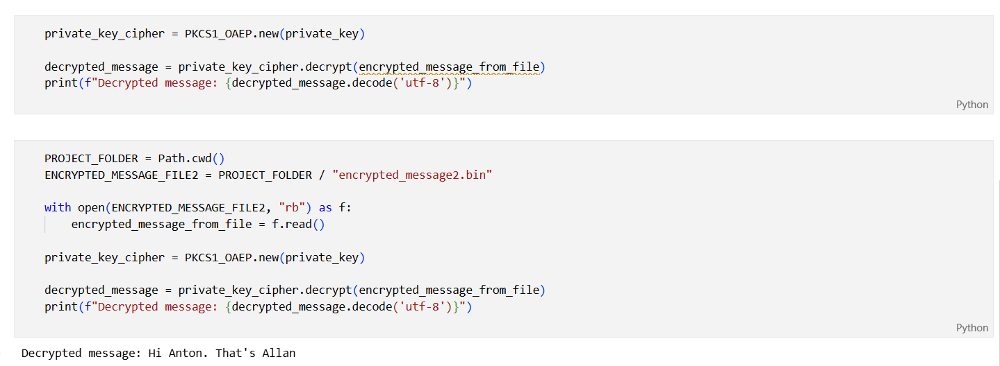 private_key_cipher = PKCS1_OAEP.new(private_key)
decrypted_message = private_key_cipher.decrypt(encrypted_message_from_file)
print(f"Decrypted message: {decrypted_message.decode('utf-8')}")
Python
PROJECT_FOLDER = Path.cwd()
ENCRYPTED_MESSAGE_FILE2 = PROJECT_FOLDER / "encrypted_message2.bin"
with open(ENCRYPTED_MESSAGE_FILE2, "rb") as f:
    encrypted_message_from_file = f.read()
private_key_cipher = PKCS1_OAEP.new(private_key)
decrypted_message = private_key_cipher.decrypt(encrypted_message_from_file)
print(f"Decrypted message: {decrypted_message.decode('utf-8')}")
Python
Decrypted message: Hi Anton. That's Allan